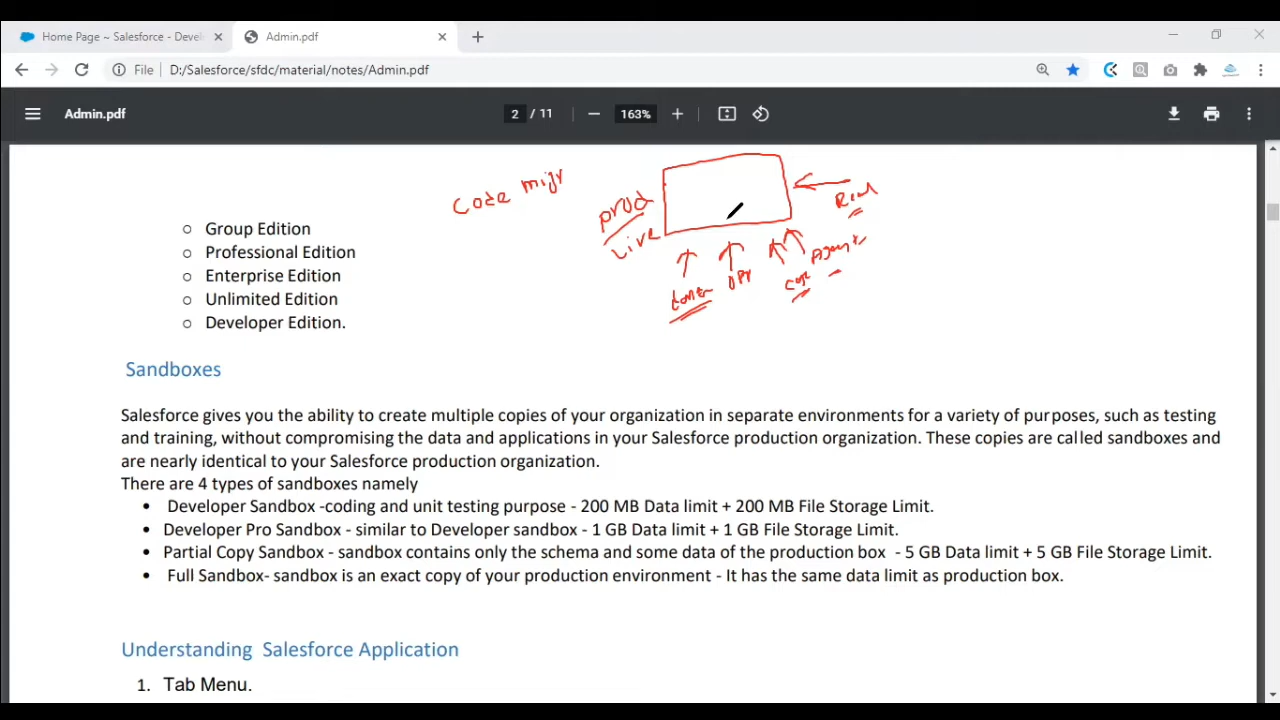 Home Page ~ Salesforce - Devel
Admin.pdf
File D:/Salesforce/sfdc/material/notes/Admin.pdf
Admin.pdf
2 / 11
163%
Code migr
prod
Live
Real
Agents
Group Edition
Professional Edition
Enterprise Edition
Unlimited Edition
Developer Edition.
Sandboxes
Salesforce gives you the ability to create multiple copies of your organization in separate environments for a variety of purposes, such as testing
and training, without compromising the data and applications in your Salesforce production organization. These copies are called sandboxes and
are nearly identical to your Salesforce production organization.
There are 4 types of sandboxes namely
• Developer Sandbox -coding and unit testing purpose - 200 MB Data limit + 200 MB File Storage Limit.
• Developer Pro Sandbox - similar to Developer sandbox - 1 GB Data limit + 1 GB File Storage Limit.
• Partial Copy Sandbox - sandbox contains only the schema and some data of the production box - 5 GB Data limit + 5 GB File Storage Limit.
• Full Sandbox- sandbox is an exact copy of your production environment - It has the same data limit as production box.
Understanding Salesforce Application
1. Tab Menu.